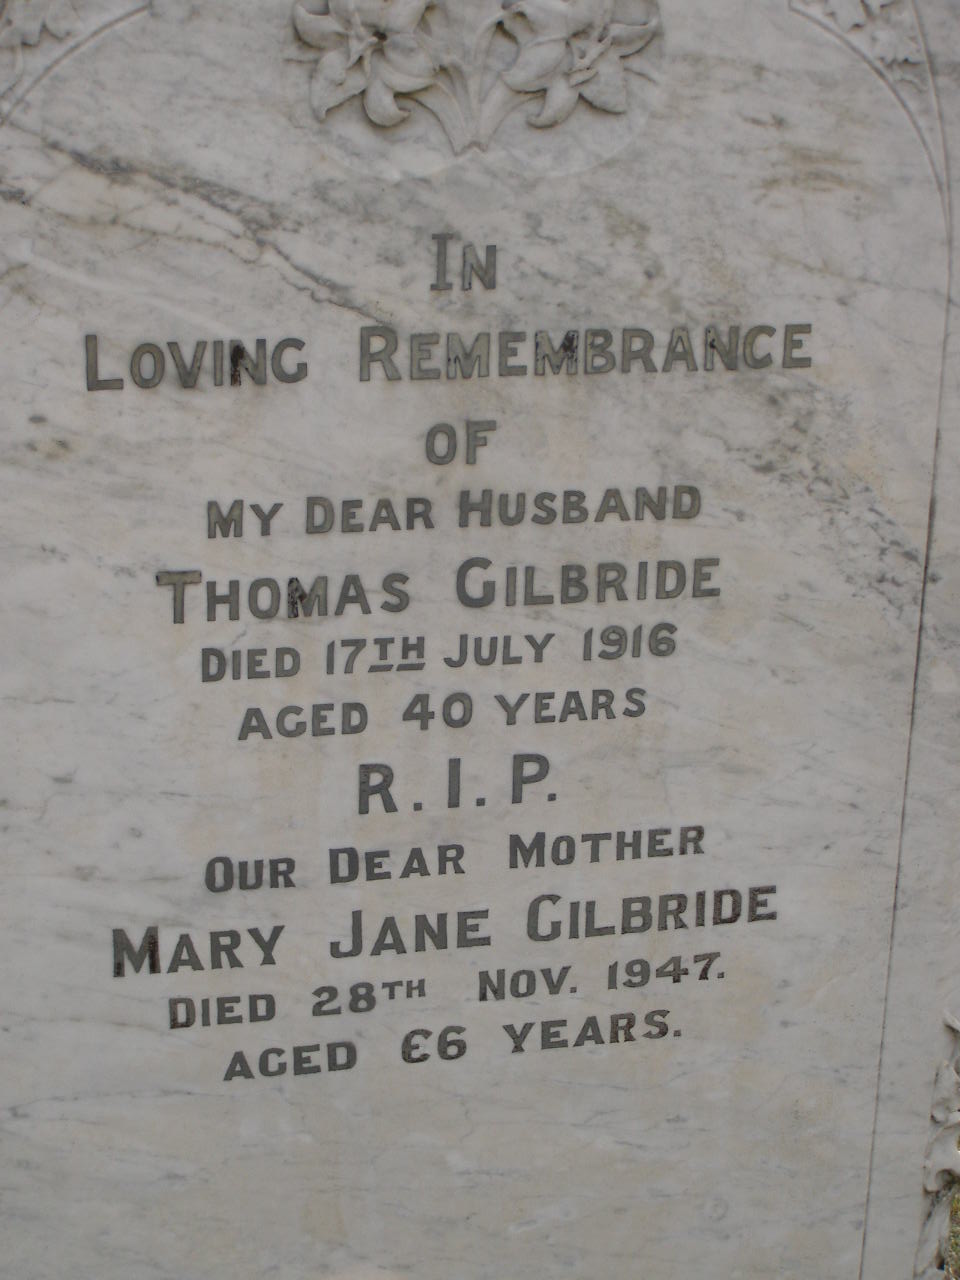 IN
LOVING REMEMBRANCE
OF
MY DEAR HUSBAND
THOMAS GILBRIDE
DIED 17TH JULY 1916
AGED 40 YEARS
R.I.P.
OUR DEAR MOTHER
MARY JANE GILBRIDE
DIED 28TH NOV. 1947.
AGED 66 YEARS.